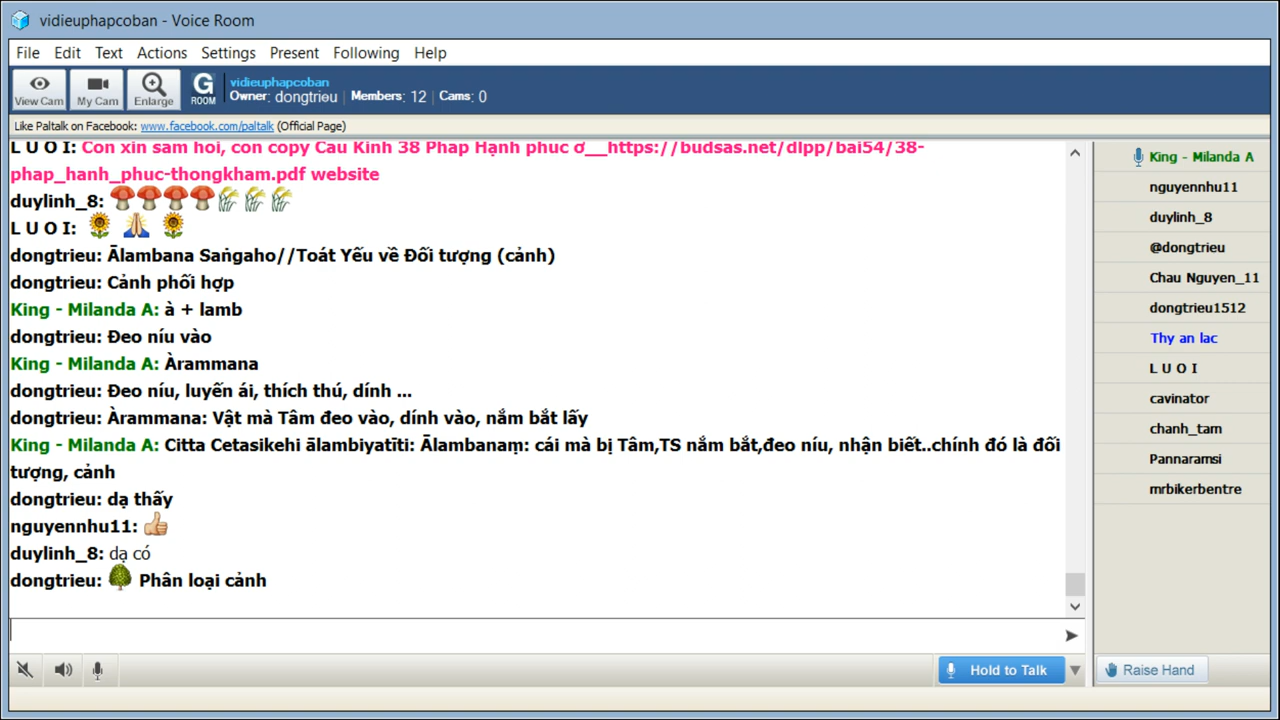 vidieuphapcoban - Voice Room
File Edit Text Actions Settings Present Following Help
View Cam My Cam Enlarge G ROOM
vidieuphapcoban
Owner: dongtrieu | Members: 12 | Cams: 0
Like Paltalk on Facebook: www.facebook.com/paltalk (Official Page)
L U O I: Con xin sám hối, con copy Câu Kinh 38 Pháp Hạnh phúc ở__https://budsas.net/dlpp/bai54/38-
phap_hanh_phuc-thongkham.pdf website
duylinh_8:
L U O I:
dongtrieu: Ālambana Saṅgaho//Toát Yếu về Đối tượng (cảnh)
dongtrieu: Cảnh phối hợp
King - Milanda A: à + lamb
dongtrieu: Đeo níu vào
King - Milanda A: Àrammana
dongtrieu: Đeo níu, luyến ái, thích thú, dính ...
dongtrieu: Àrammana: Vật mà Tâm đeo vào, dính vào, nắm bắt lấy
King - Milanda A: Citta Cetasikehi ālambiyatīti: Ālambanaṃ: cái mà bị Tâm,TS nắm bắt,đeo níu, nhận biết..chính đó là đối
tượng, cảnh
dongtrieu: dạ thấy
nguyennhu11:
duylinh_8: dạ có
dongtrieu: Phân loại cảnh
King - Milanda A
nguyennhu11
duylinh_8
@dongtrieu
Chau Nguyen_11
dongtrieu1512
Thy an lac
L U O I
cavinator
chanh_tam
Pannaramsi
mrbikerbentre
Hold to Talk
Raise Hand